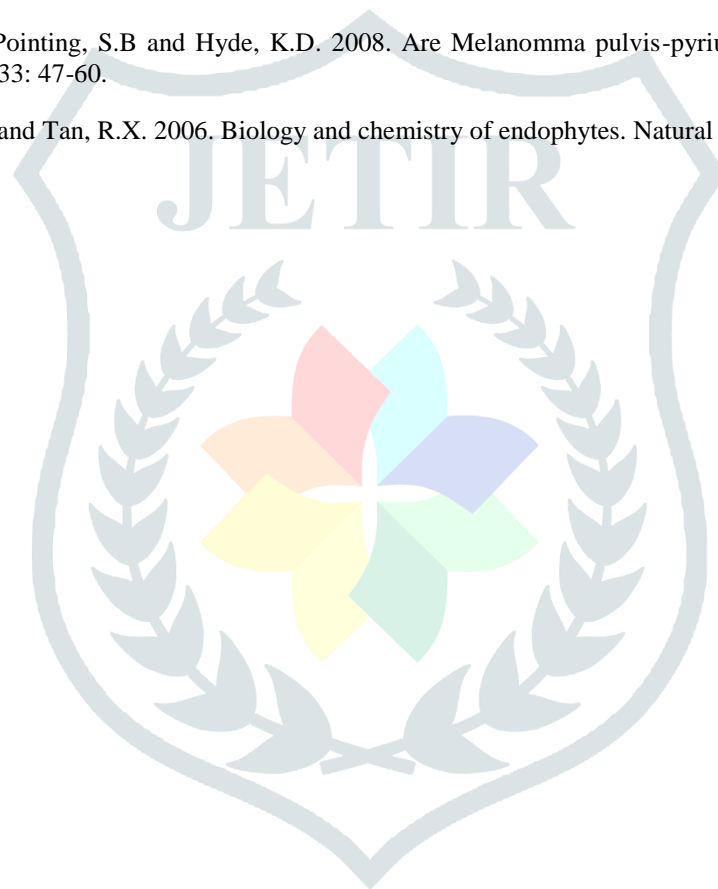 Pointing, S.B and Hyde, K.D. 2008. Are Melanomma pulvis-pyriu
33: 47-60.
and Tan, R.X. 2006. Biology and chemistry of endophytes. Natural
JETIR